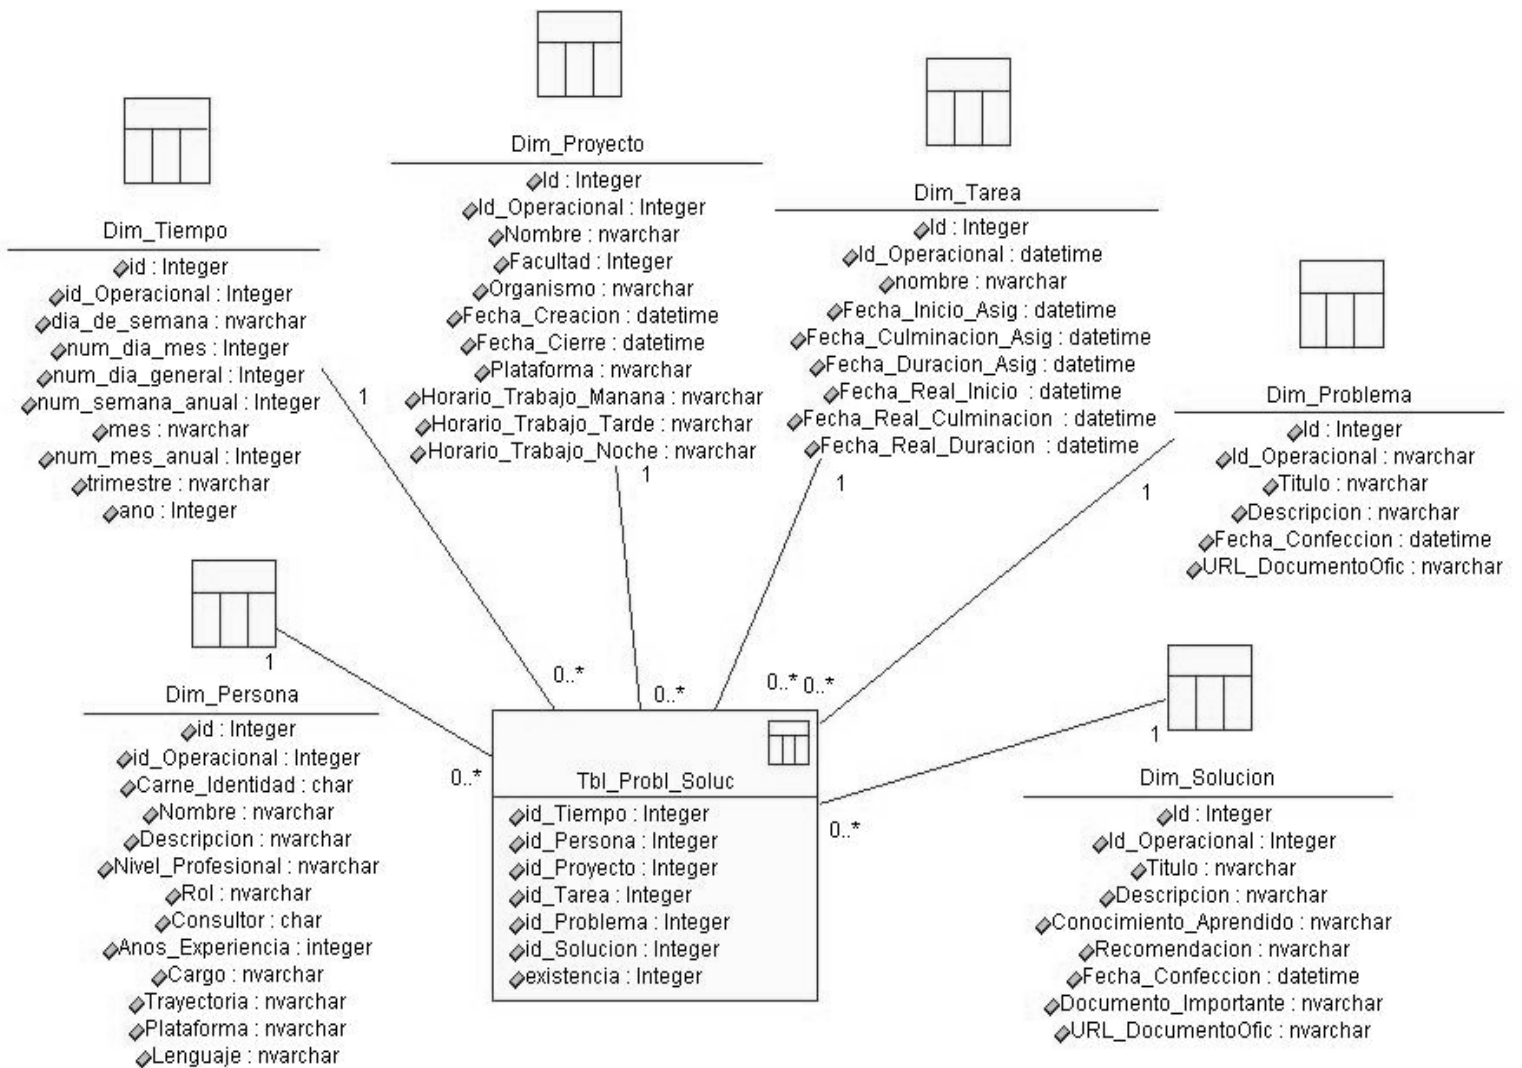 Dim_Tiempo
id : Integer
id_Operacional : Integer
dia_de_semana : nvarchar
num_dia_mes : Integer
num_dia_general : Integer
num_semana_anual : Integer
mes : nvarchar
num_mes_anual : Integer
trimestre : nvarchar
ano : Integer
1
0..*
Dim_Proyecto
Id : Integer
Id_Operacional : Integer
Nombre : nvarchar
Facultad : Integer
Organismo : nvarchar
Fecha_Creacion : datetime
Fecha_Cierre : datetime
Plataforma : nvarchar
Horario_Trabajo_Manana : nvarchar
Horario_Trabajo_Tarde : nvarchar
Horario_Trabajo_Noche : nvarchar
1
0..*
Dim_Tarea
Id : Integer
Id_Operacional : datetime
nombre : nvarchar
Fecha_Inicio_Asig : datetime
Fecha_Culminacion_Asig : datetime
Fecha_Duracion_Asig : datetime
Fecha_Real_Inicio : datetime
Fecha_Real_Culminacion : datetime
Fecha_Real_Duracion : datetime
1
0..*
Dim_Problema
Id : Integer
Id_Operacional : nvarchar
Titulo : nvarchar
Descripcion : nvarchar
Fecha_Confeccion : datetime
URL_DocumentoOfic : nvarchar
1
0..*
1
Dim_Persona
id : Integer
id_Operacional : Integer
Carne_Identidad : char
Nombre : nvarchar
Descripcion : nvarchar
Nivel_Profesional : nvarchar
Rol : nvarchar
Consultor : char
Anos_Experiencia : integer
Cargo : nvarchar
Trayectoria : nvarchar
Plataforma : nvarchar
Lenguaje : nvarchar
0..*
Tbl_Probl_Soluc
id_Tiempo : Integer
id_Persona : Integer
id_Proyecto : Integer
id_Tarea : Integer
id_Problema : Integer
id_Solucion : Integer
existencia : Integer
0..*
1
Dim_Solucion
Id : Integer
Id_Operacional : Integer
Titulo : nvarchar
Descripcion : nvarchar
Conocimiento_Aprendido : nvarchar
Recomendacion : nvarchar
Fecha_Confeccion : datetime
Documento_Importante : nvarchar
URL_DocumentoOfic : nvarchar